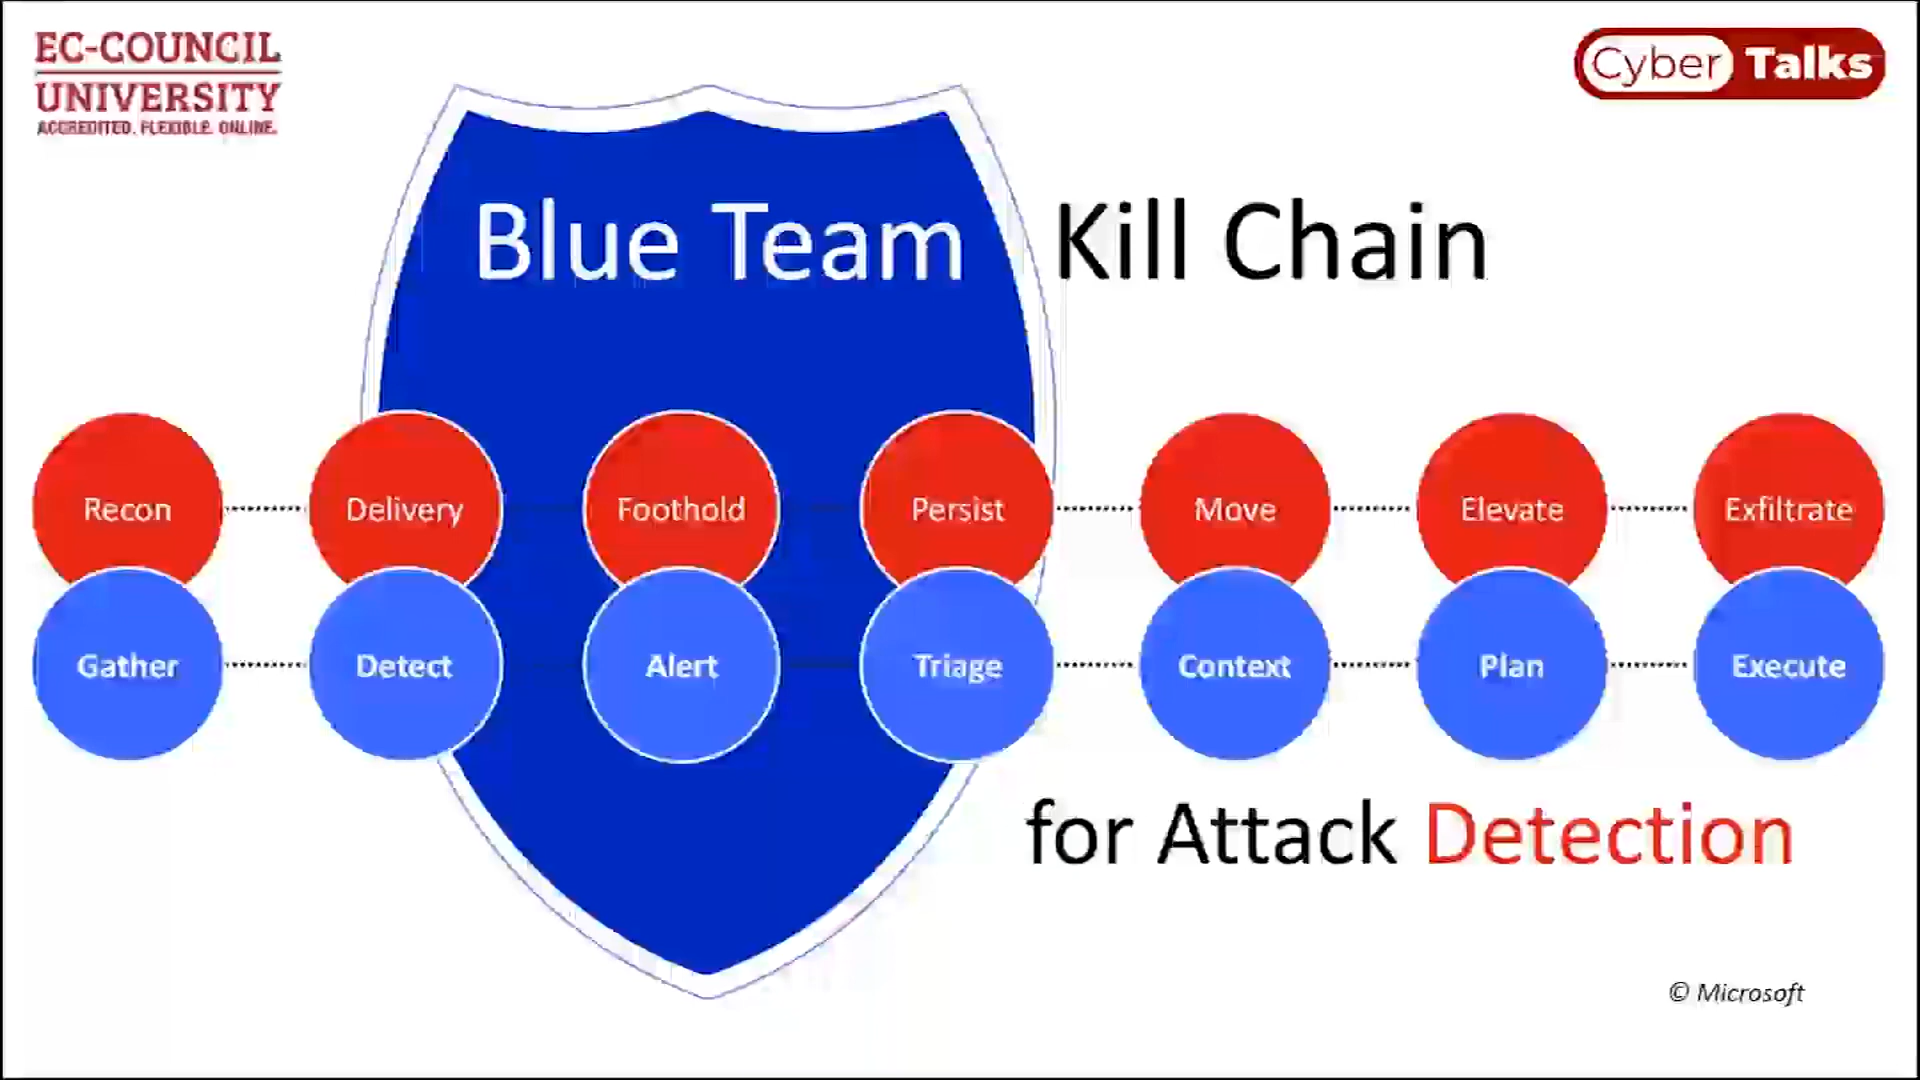 EC-COUNCIL
UNIVERSITY
ACCREDITED. FLEXIBLE. ONLINE.
Cyber Talks
Blue Team Kill Chain
Recon Delivery Foothold Persist Move Elevate Exfiltrate
Gather Detect Alert Triage Context Plan Execute
for Attack Detection
© Microsoft